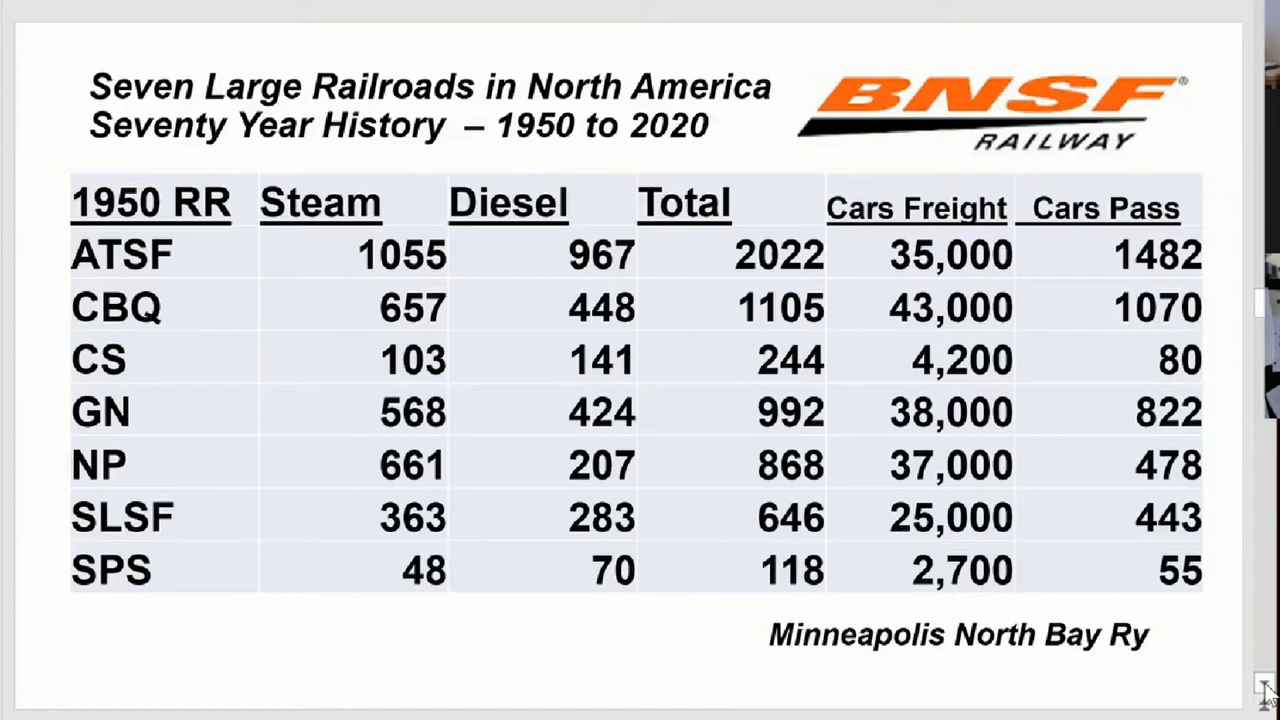 Seven Large Railroads in North America
Seventy Year History – 1950 to 2020
BNSF®
RAILWAY
1950 RR Steam Diesel Total Cars Freight Cars Pass
ATSF 1055 967 2022 35,000 1482
CBQ 657 448 1105 43,000 1070
CS 103 141 244 4,200 80
GN 568 424 992 38,000 822
NP 661 207 868 37,000 478
SLSF 363 283 646 25,000 443
SPS 48 70 118 2,700 55
Minneapolis North Bay Ry